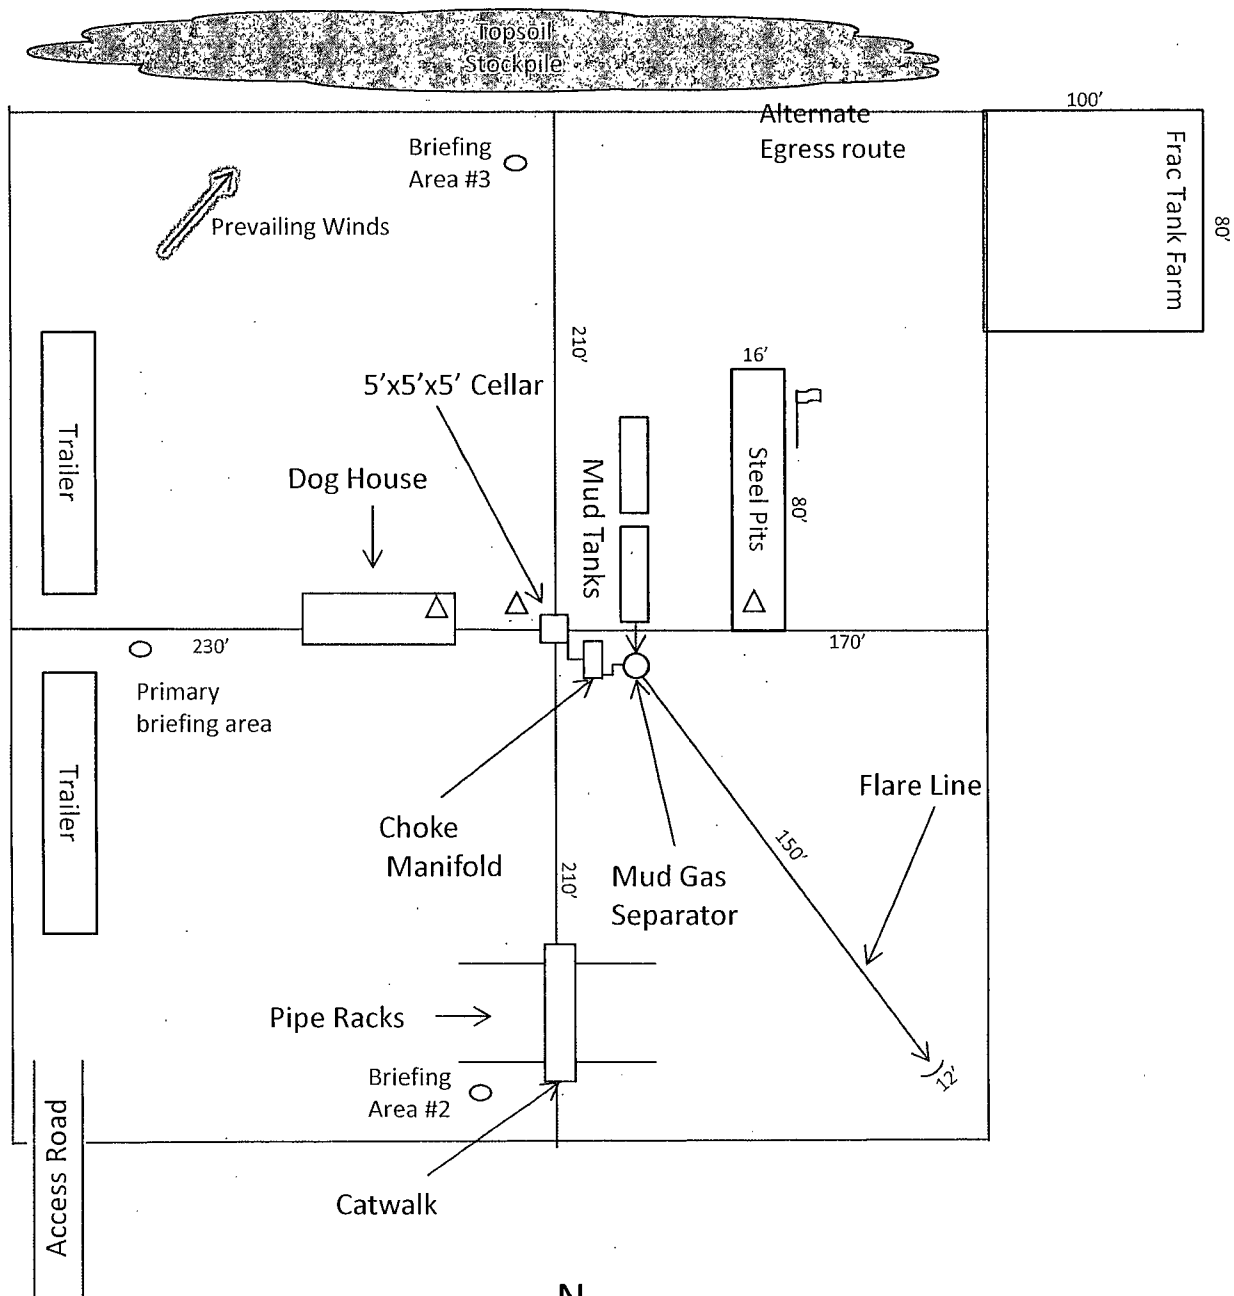 Topsoil
Stockpile
Alternate
Egress route
100'
Frac Tank Farm
80'
Briefing
Area #3
Prevailing Winds
210'
16'
5'x5'x5' Cellar
Trailer
Dog House
Mud Tanks
Steel Pits
80'
230'
170'
Primary
briefing area
Trailer
Flare Line
Choke
Manifold
150'
210'
Mud Gas
Separator
Pipe Racks
Briefing
Area #2
12'
Access Road
Catwalk
N